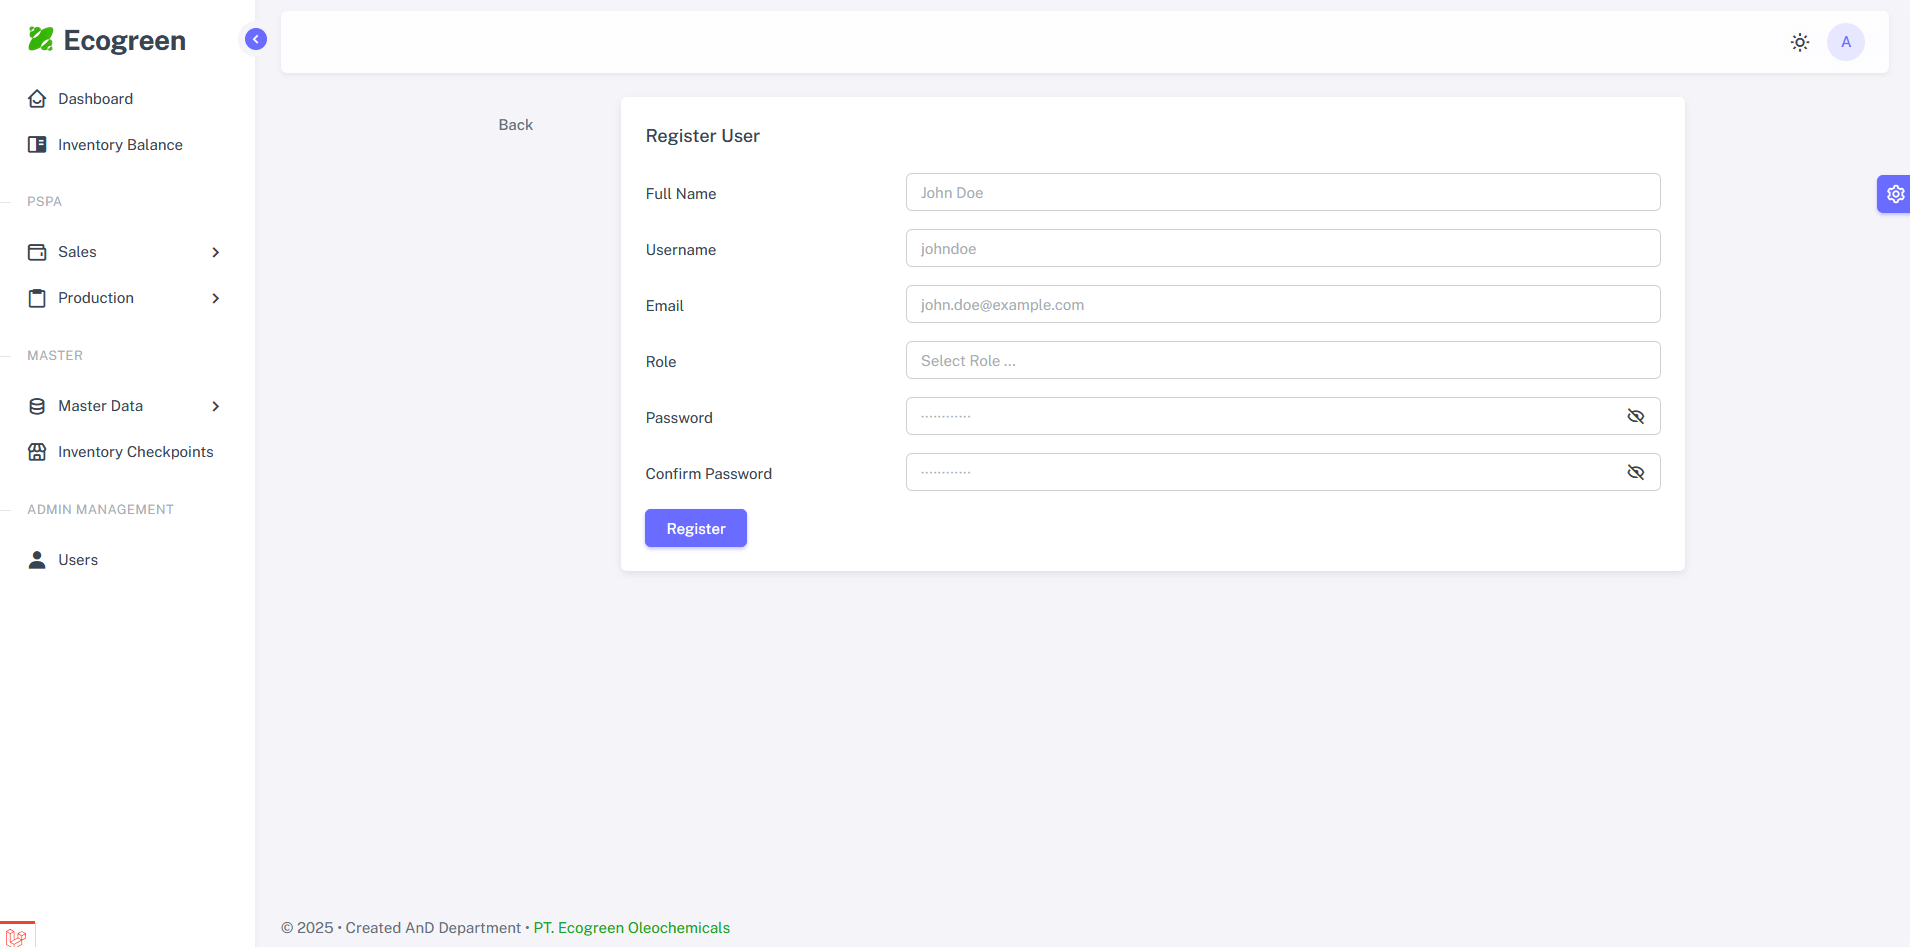 Ecogreen
Dashboard
Inventory Balance
PSPA
Sales
Production
MASTER
Master Data
Inventory Checkpoints
ADMIN MANAGEMENT
Users
A
Back
Register User
Full Name
John Doe
Username
johndoe
Email
john.doe@example.com
Role
Select Role ...
Password
············
Confirm Password
············
Register
© 2025 • Created AnD Department • PT. Ecogreen Oleochemicals